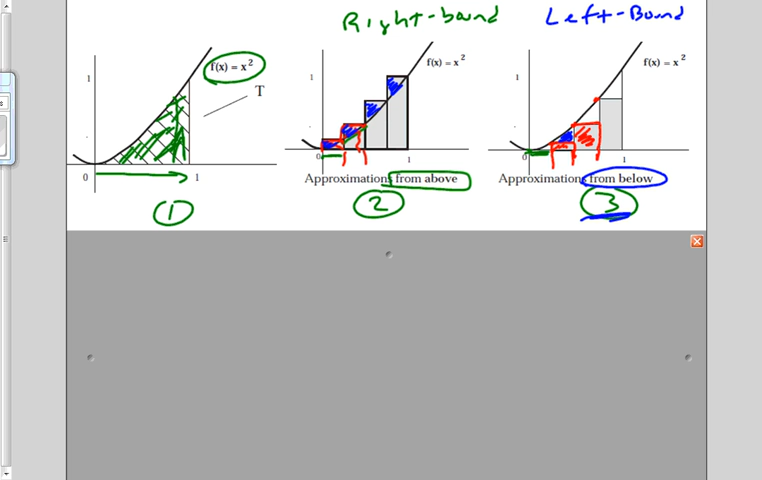 Right-bound
Left-Bound
f(x) = x²
1
T
0
1
1
f(x) = x²
1
f(x) = x²
0
1
0
1
Approximations from above
Approximations from below
1
2
3